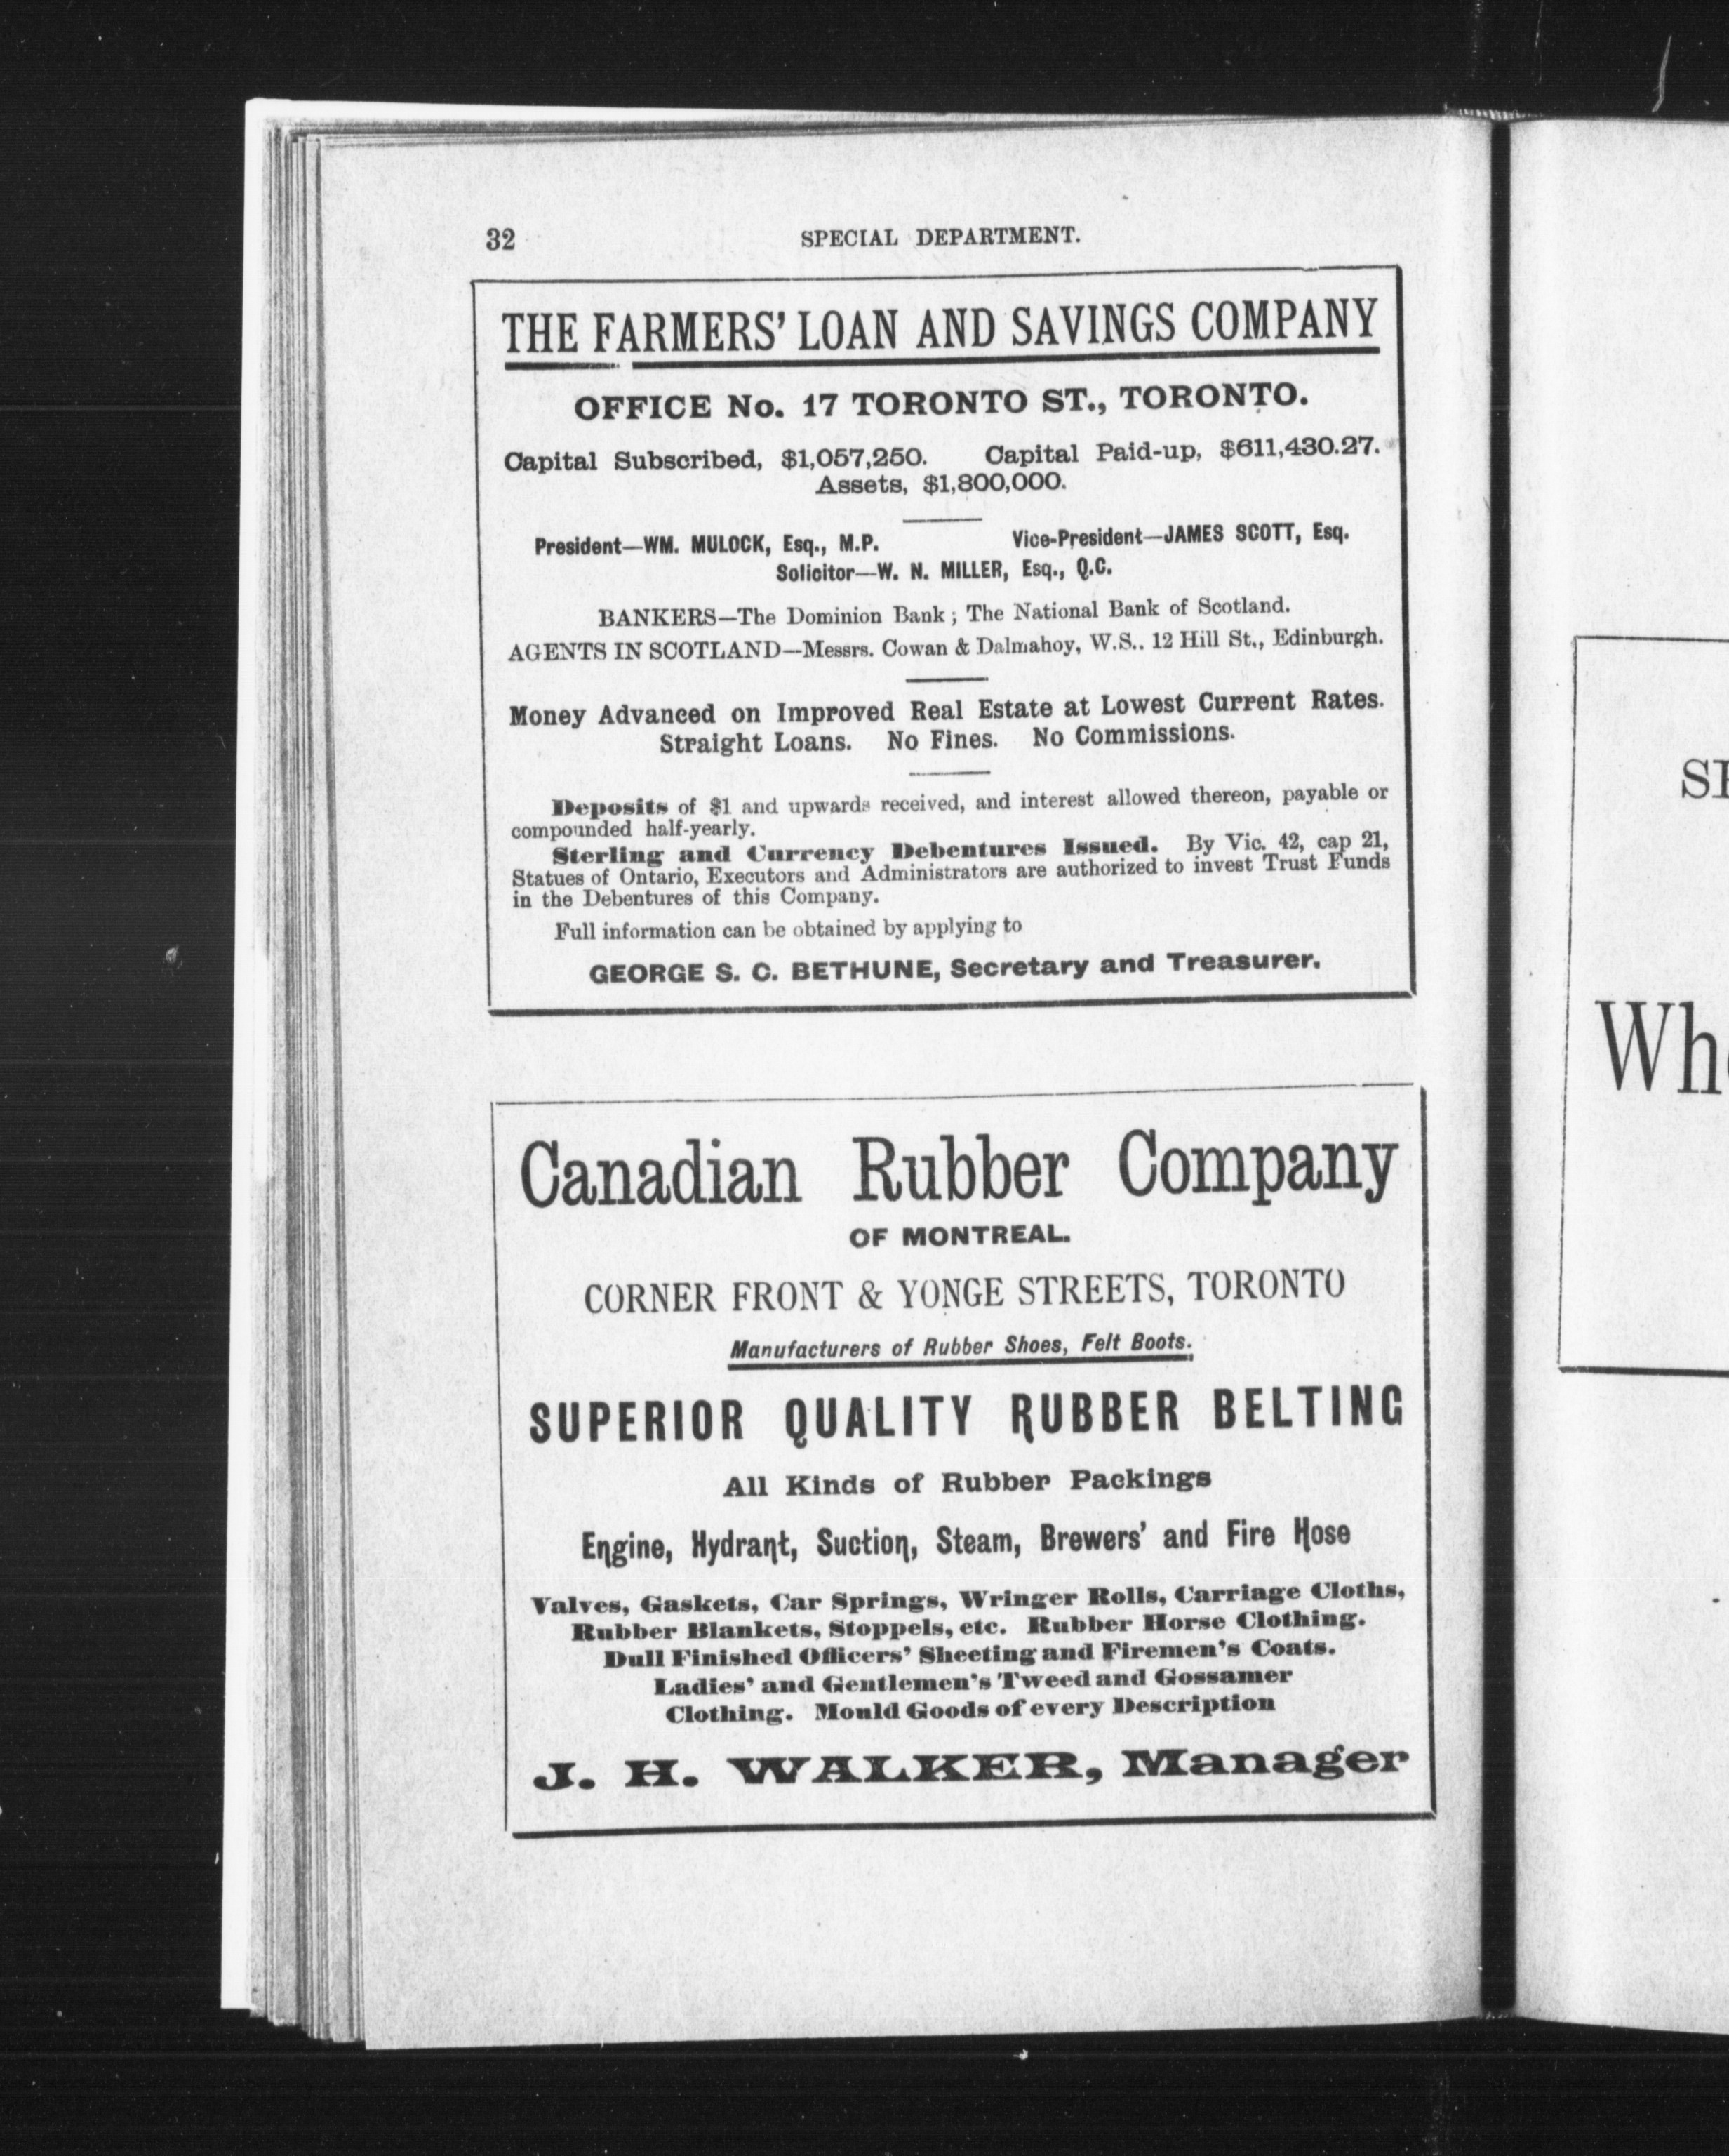 32 SPECIAL DEPARTMENT.
THE FARMERS' LOAN AND SAVINGS COMPANY
OFFICE No. 17 TORONTO ST., TORONTO.
Capital Subscribed, $1,057,250. Capital Paid-up, $611,430.27.
Assets, $1,800,000.
President—WM. MULOCK, Esq., M.P. Vice-President—JAMES SCOTT, Esq.
Solicitor—W. N. MILLER, Esq., Q.C.
BANKERS—The Dominion Bank; The National Bank of Scotland.
AGENTS IN SCOTLAND—Messrs. Cowan & Dalmahoy, W.S.. 12 Hill St., Edinburgh.
Money Advanced on Improved Real Estate at Lowest Current Rates.
Straight Loans. No Fines. No Commissions.
Deposits of $1 and upwards received, and interest allowed thereon, payable or
compounded half-yearly.
Sterling and Currency Debentures Issued. By Vic. 42, cap 21,
Statues of Ontario, Executors and Administrators are authorized to invest Trust Funds
in the Debentures of this Company.
Full information can be obtained by applying to
GEORGE S. C. BETHUNE, Secretary and Treasurer.
Canadian Rubber Company
OF MONTREAL.
CORNER FRONT & YONGE STREETS, TORONTO
Manufacturers of Rubber Shoes, Felt Boots.
SUPERIOR QUALITY RUBBER BELTING
All Kinds of Rubber Packings
Engine, Hydrant, Suction, Steam, Brewers' and Fire Hose
Valves, Gaskets, Car Springs, Wringer Rolls, Carriage Cloths,
Rubber Blankets, Stoppels, etc. Rubber Horse Clothing.
Dull Finished Officers' Sheeting and Firemen's Coats.
Ladies' and Gentlemen's Tweed and Gossamer
Clothing. Mould Goods of every Description
J. H. WALKER, Manager